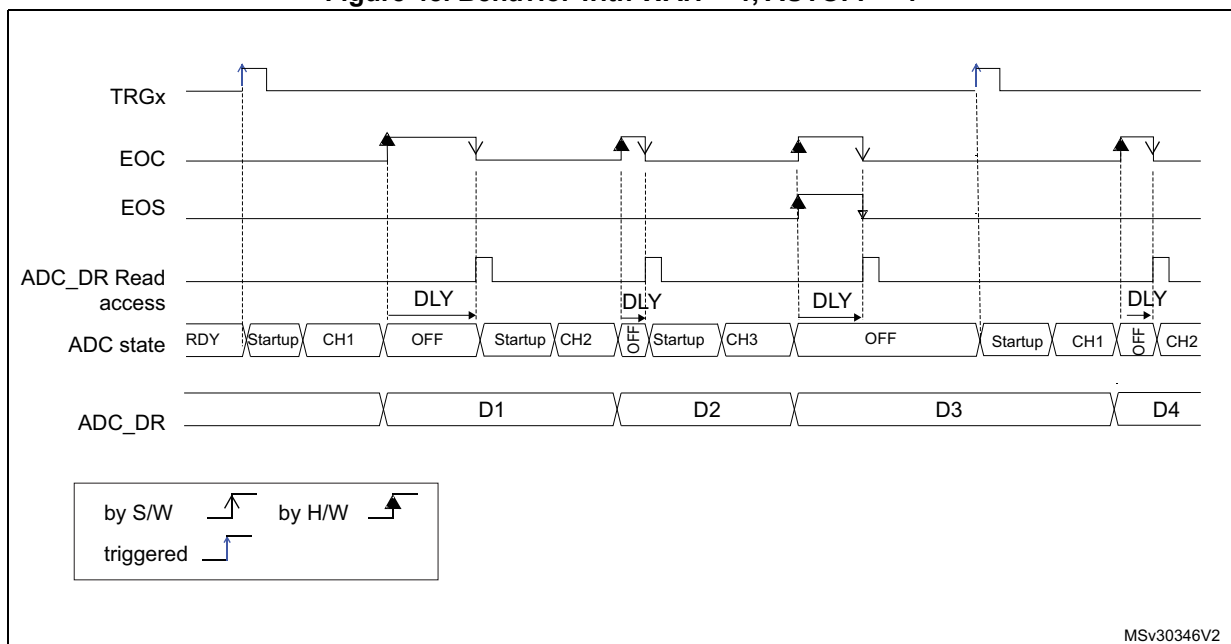 TRGx
EOC
EOS
ADC_DR Read
access
DLY DLY DLY DLY
ADC state RDY Startup CH1 OFF Startup CH2 OFF Startup CH3 OFF Startup CH1 OFF CH2
ADC_DR D1 D2 D3 D4
by S/W by H/W
triggered
MSv30346V2